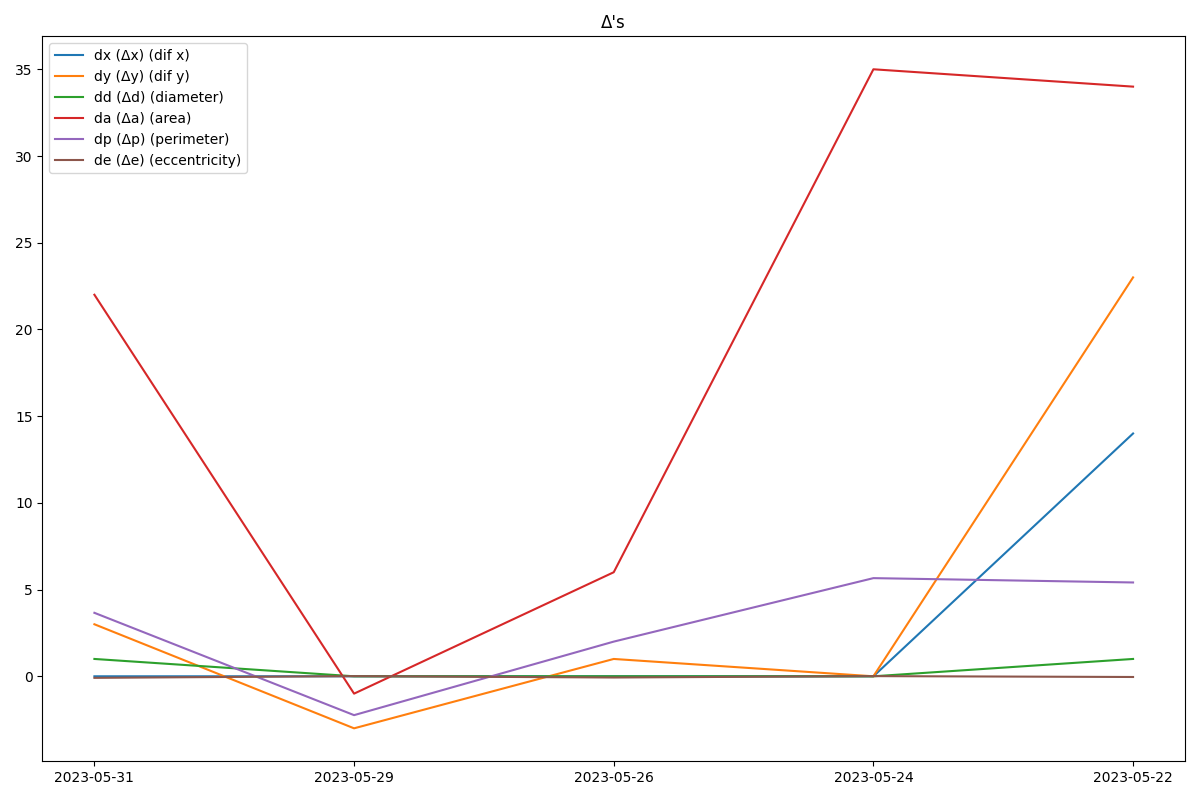 Δ's
dx (Δx) (dif x)
dy (Δy) (dif y)
dd (Δd) (diameter)
da (Δa) (area)
dp (Δp) (perimeter)
de (Δe) (eccentricity)
35
30
25
20
15
10
5
0
2023-05-31 2023-05-29 2023-05-26 2023-05-24 2023-05-22